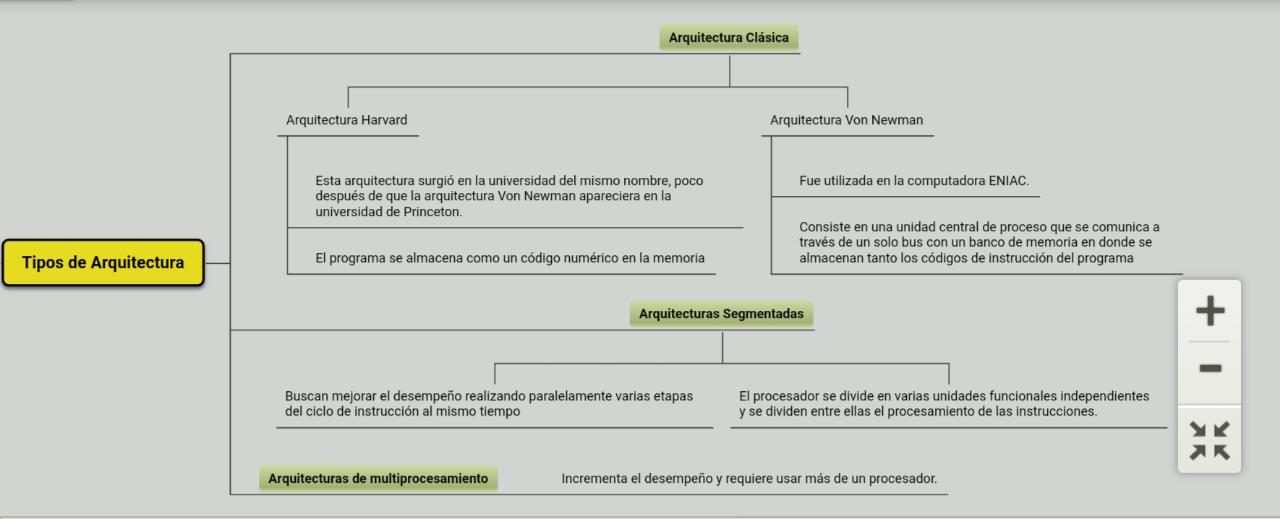 Arquitectura Clásica
Arquitectura Harvard
Arquitectura Von Newman
Esta arquitectura surgió en la universidad del mismo nombre, poco
después de que la arquitectura Von Newman apareciera en la
universidad de Princeton.
El programa se almacena como un código numérico en la memoria
Fue utilizada en la computadora ENIAC.
Consiste en una unidad central de proceso que se comunica a
través de un solo bus con un banco de memoria en donde se
almacenan tanto los códigos de instrucción del programa
Tipos de Arquitectura
Arquitecturas Segmentadas
Buscan mejorar el desempeño realizando paralelamente varias etapas
del ciclo de instrucción al mismo tiempo
El procesador se divide en varias unidades funcionales independientes
y se dividen entre ellas el procesamiento de las instrucciones.
Arquitecturas de multiprocesamiento
Incrementa el desempeño y requiere usar más de un procesador.